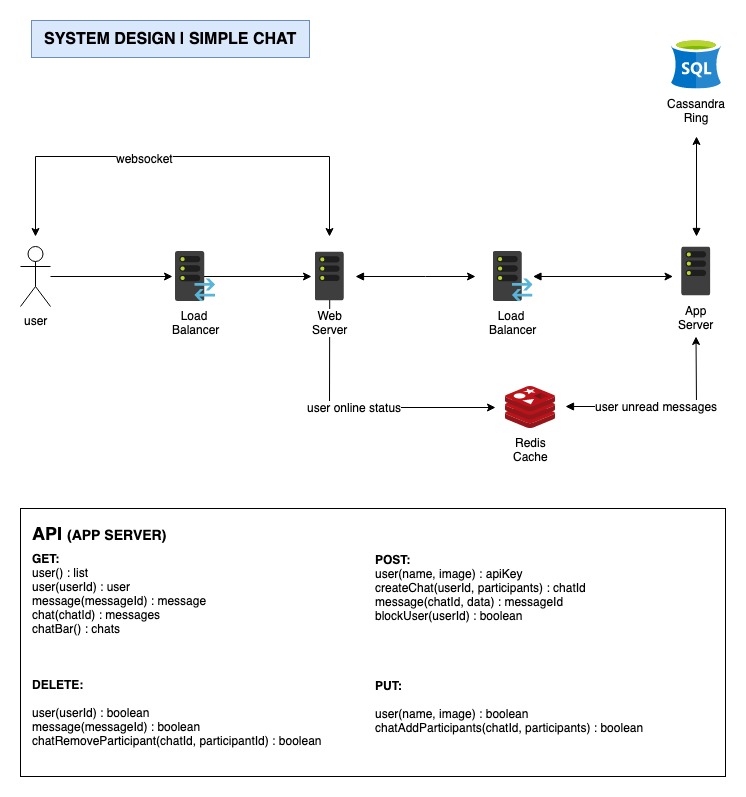 SYSTEM DESIGN | SIMPLE CHAT
SQL
Cassandra
Ring
websocket
user
Load
Balancer
Web
Server
Load
Balancer
App
Server
user online status
user unread messages
Redis
Cache
API (APP SERVER)
GET:
user() : list
user(userId) : user
message(messageId) : message
chat(chatId) : messages
chatBar() : chats
POST:
user(name, image) : apiKey
createChat(userId, participants) : chatId
message(chatId, data) : messageId
blockUser(userId) : boolean
DELETE:
user(userId) : boolean
message(messageId) : boolean
chatRemoveParticipant(chatId, participantId) : boolean
PUT:
user(name, image) : boolean
chatAddParticipants(chatId, participants) : boolean